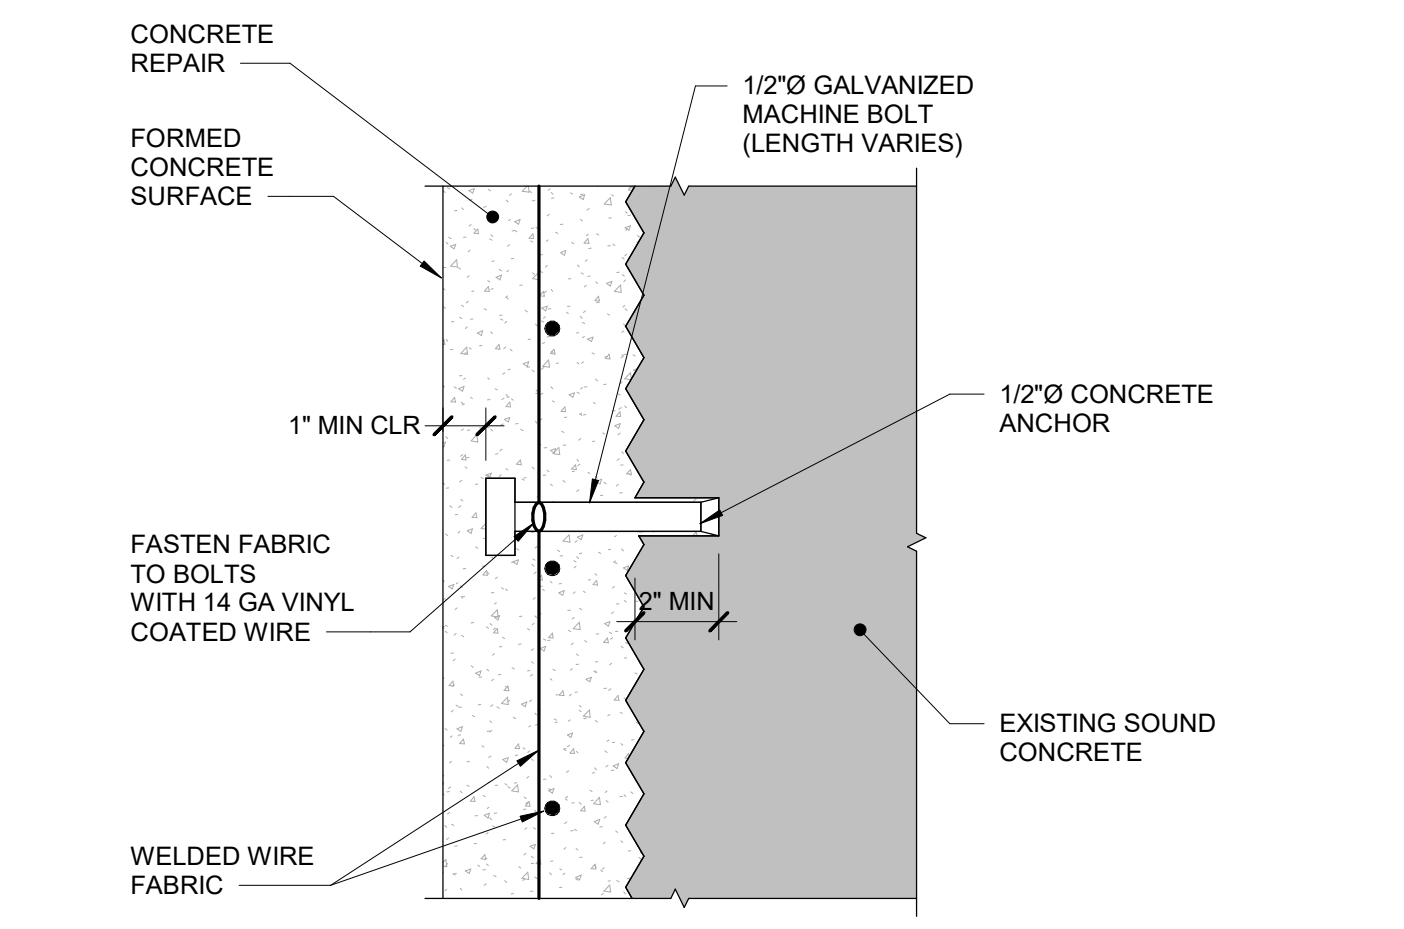 CONCRETE
REPAIR
1/2"Ø GALVANIZED
MACHINE BOLT
(LENGTH VARIES)
FORMED
CONCRETE
SURFACE
1" MIN CLR
1/2"Ø CONCRETE
ANCHOR
FASTEN FABRIC
TO BOLTS
WITH 14 GA VINYL
COATED WIRE
2" MIN
EXISTING SOUND
CONCRETE
WELDED WIRE
FABRIC